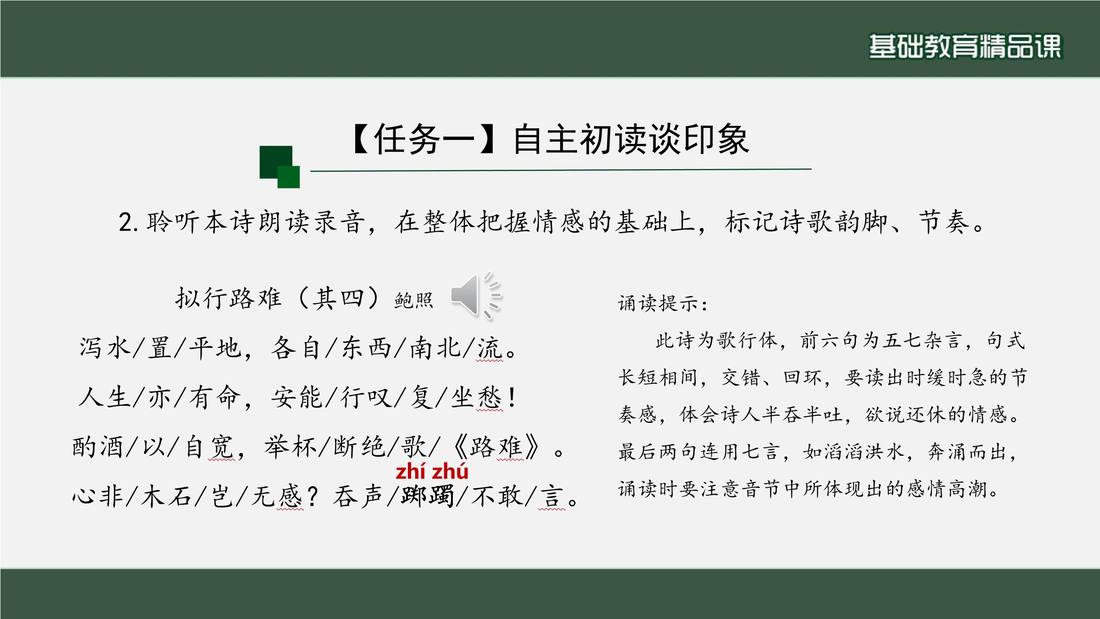 基础教育精品课
【任务一】自主初读谈印象
2.聆听本诗朗读录音，在整体把握情感的基础上，标记诗歌韵脚、节奏。
拟行路难（其四）鲍照
泻水/置/平地，各自/东西/南北/流。
人生/亦/有命，安能/行叹/复/坐愁！
酌酒/以/自宽，举杯/断绝/歌/《路难》。
zhí zhú
心非/木石/岂/无感？吞声/踯躅/不敢/言。
诵读提示：
此诗为歌行体，前六句为五七杂言，句式
长短相间，交错、回环，要读出时缓时急的节
奏感，体会诗人半吞半吐，欲说还休的情感。
最后两句连用七言，如滔滔洪水，奔涌而出，
诵读时要注意音节中所体现出的感情高潮。